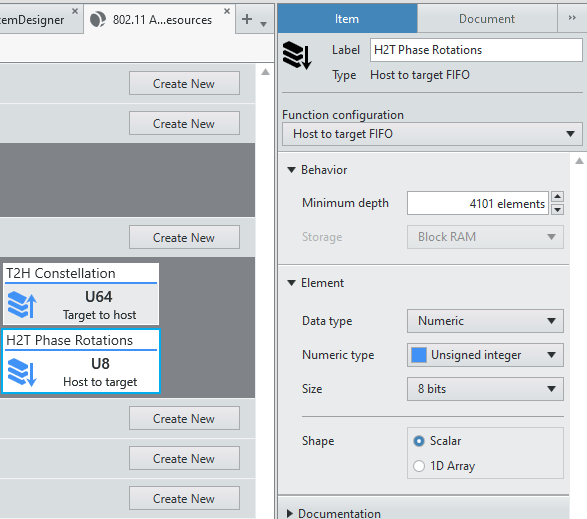 temDesigner
802.11 A...esources
Create New
Create New
Create New
T2H Constellation
U64
Target to host
H2T Phase Rotations
U8
Host to target
Create New
Create New
Create New
Item
Document
Label
H2T Phase Rotations
Type
Host to target FIFO
Function configuration
Host to target FIFO
Behavior
Minimum depth
4101 elements
Storage
Block RAM
Element
Data type
Numeric
Numeric type
Unsigned integer
Size
8 bits
Shape
Scalar
1D Array
Documentation